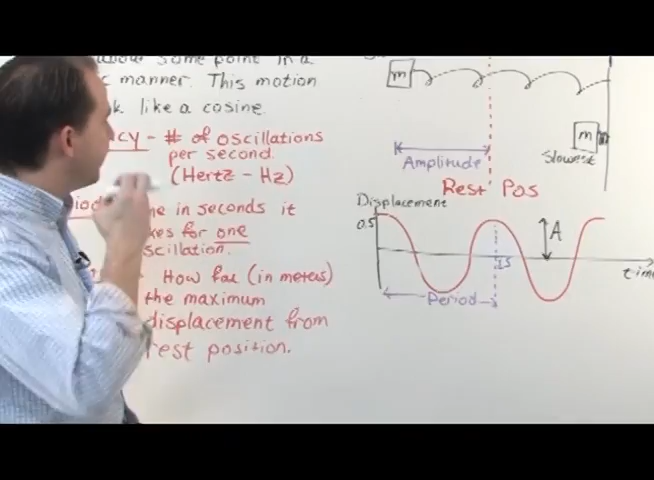 some point in a
manner. This motion
look like a cosine.
- # of oscillations
per second.
(Hertz - Hz)
in seconds it
for one
oscillation.
How far (in meters)
the maximum
displacement from
rest position.
m
m
Slowest
Amplitude
Rest Pos
Displacement
0.5
A
1s
time
Period